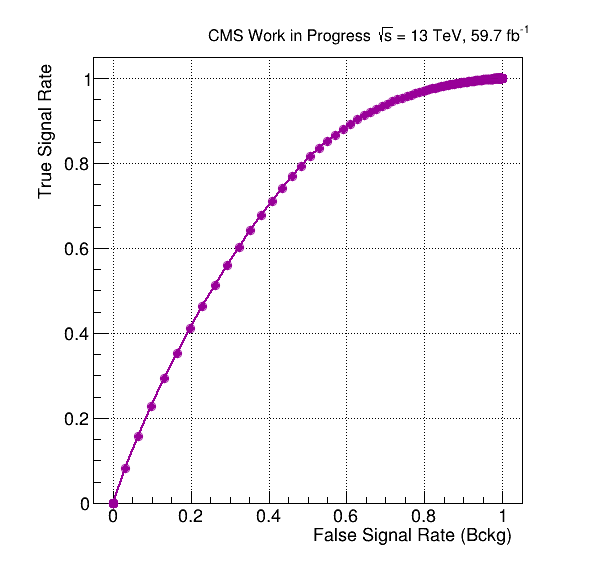 CMS Work in Progress √s = 13 TeV, 59.7 fb⁻¹
True Signal Rate
1
0.8
0.6
0.4
0.2
0
0 0.2 0.4 0.6 0.8 1
False Signal Rate (Bckg)